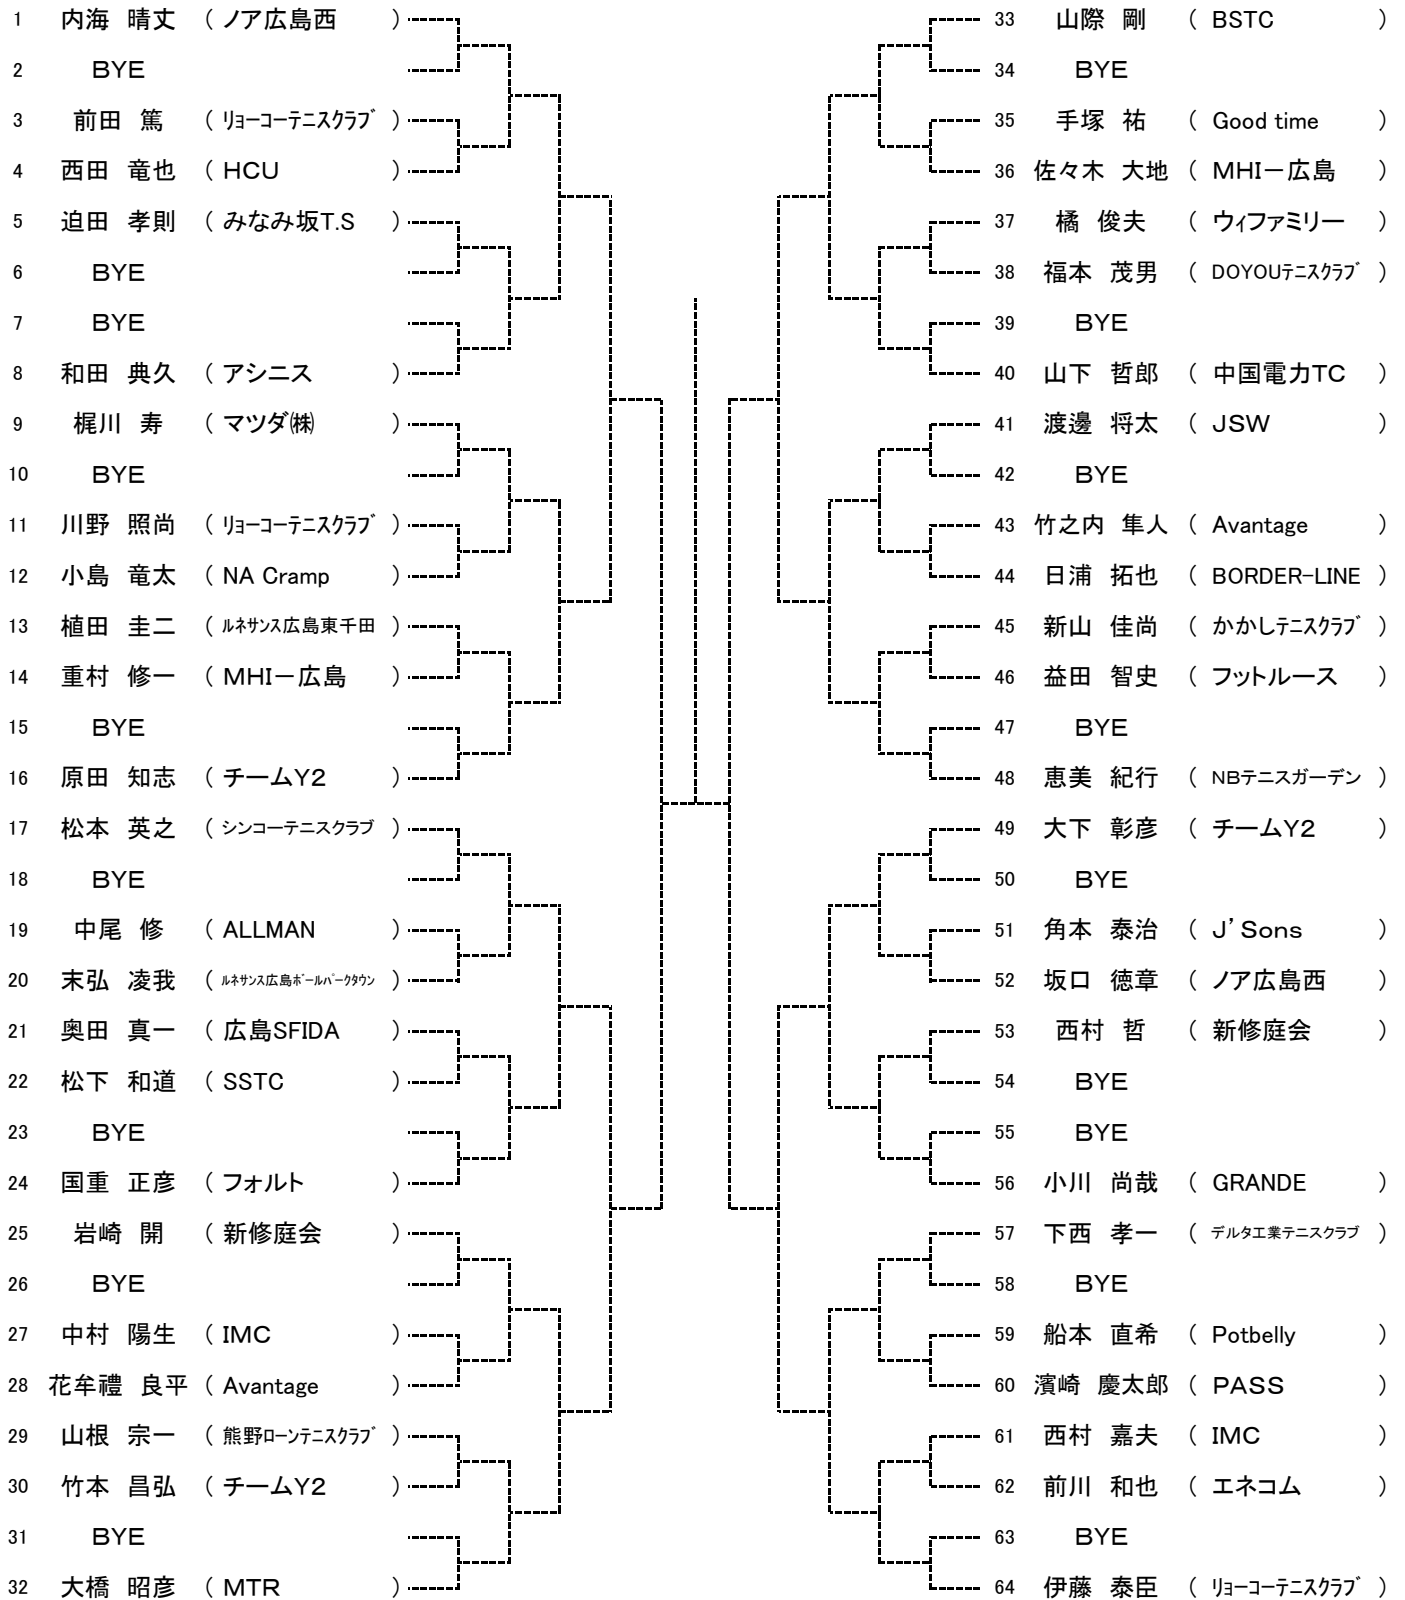 1 内海 晴丈 ( ノア広島西 )
2 BYE
3 前田 篤 ( ﾘｮｰｺｰﾃﾆｽｸﾗﾌﾞ )
4 西田 竜也 ( HCU )
5 迫田 孝則 ( みなみ坂T.S )
6 BYE
7 BYE
8 和田 典久 ( アシニス )
9 梶川 寿 ( マツダ㈱ )
10 BYE
11 川野 照尚 ( ﾘｮｰｺｰﾃﾆｽｸﾗﾌﾞ )
12 小島 竜太 ( NA Cramp )
13 植田 圭二 ( ﾙﾈｻﾝｽ広島東千田 )
14 重村 修一 ( MHIー広島 )
15 BYE
16 原田 知志 ( チームY2 )
17 松本 英之 ( シンコーテニスクラブ )
18 BYE
19 中尾 修 ( ALLMAN )
20 末弘 凌我 ( ﾙﾈｻﾝｽ広島ﾎﾞｰﾙﾊﾟｰｸﾀｳﾝ )
21 奥田 真一 ( 広島SFIDA )
22 松下 和道 ( SSTC )
23 BYE
24 国重 正彦 ( フォルト )
25 岩崎 開 ( 新修庭会 )
26 BYE
27 中村 陽生 ( IMC )
28 花牟禮 良平 ( Avantage )
29 山根 宗一 ( 熊野ﾛｰﾝﾃﾆｽｸﾗﾌﾞ )
30 竹本 昌弘 ( チームY2 )
31 BYE
32 大橋 昭彦 ( MTR )
33 山際 剛 ( BSTC )
34 BYE
35 手塚 祐 ( Good time )
36 佐々木 大地 ( MHIー広島 )
37 橘 俊夫 ( ウィファミリー )
38 福本 茂男 ( DOYOUﾃﾆｽｸﾗﾌﾞ )
39 BYE
40 山下 哲郎 ( 中国電力TC )
41 渡邊 将太 ( JSW )
42 BYE
43 竹之内 隼人 ( Avantage )
44 日浦 拓也 ( BORDER-LINE )
45 新山 佳尚 ( かかしﾃﾆｽｸﾗﾌﾞ )
46 益田 智史 ( フットルース )
47 BYE
48 恵美 紀行 ( NBテニスガーデン )
49 大下 彰彦 ( チームY2 )
50 BYE
51 角本 泰治 ( J'Sons )
52 坂口 徳章 ( ノア広島西 )
53 西村 哲 ( 新修庭会 )
54 BYE
55 BYE
56 小川 尚哉 ( GRANDE )
57 下西 孝一 ( デルタ工業テニスクラブ )
58 BYE
59 船本 直希 ( Potbelly )
60 濱崎 慶太郎 ( PASS )
61 西村 嘉夫 ( IMC )
62 前川 和也 ( エネコム )
63 BYE
64 伊藤 泰臣 ( ﾘｮｰｺｰﾃﾆｽｸﾗﾌﾞ )